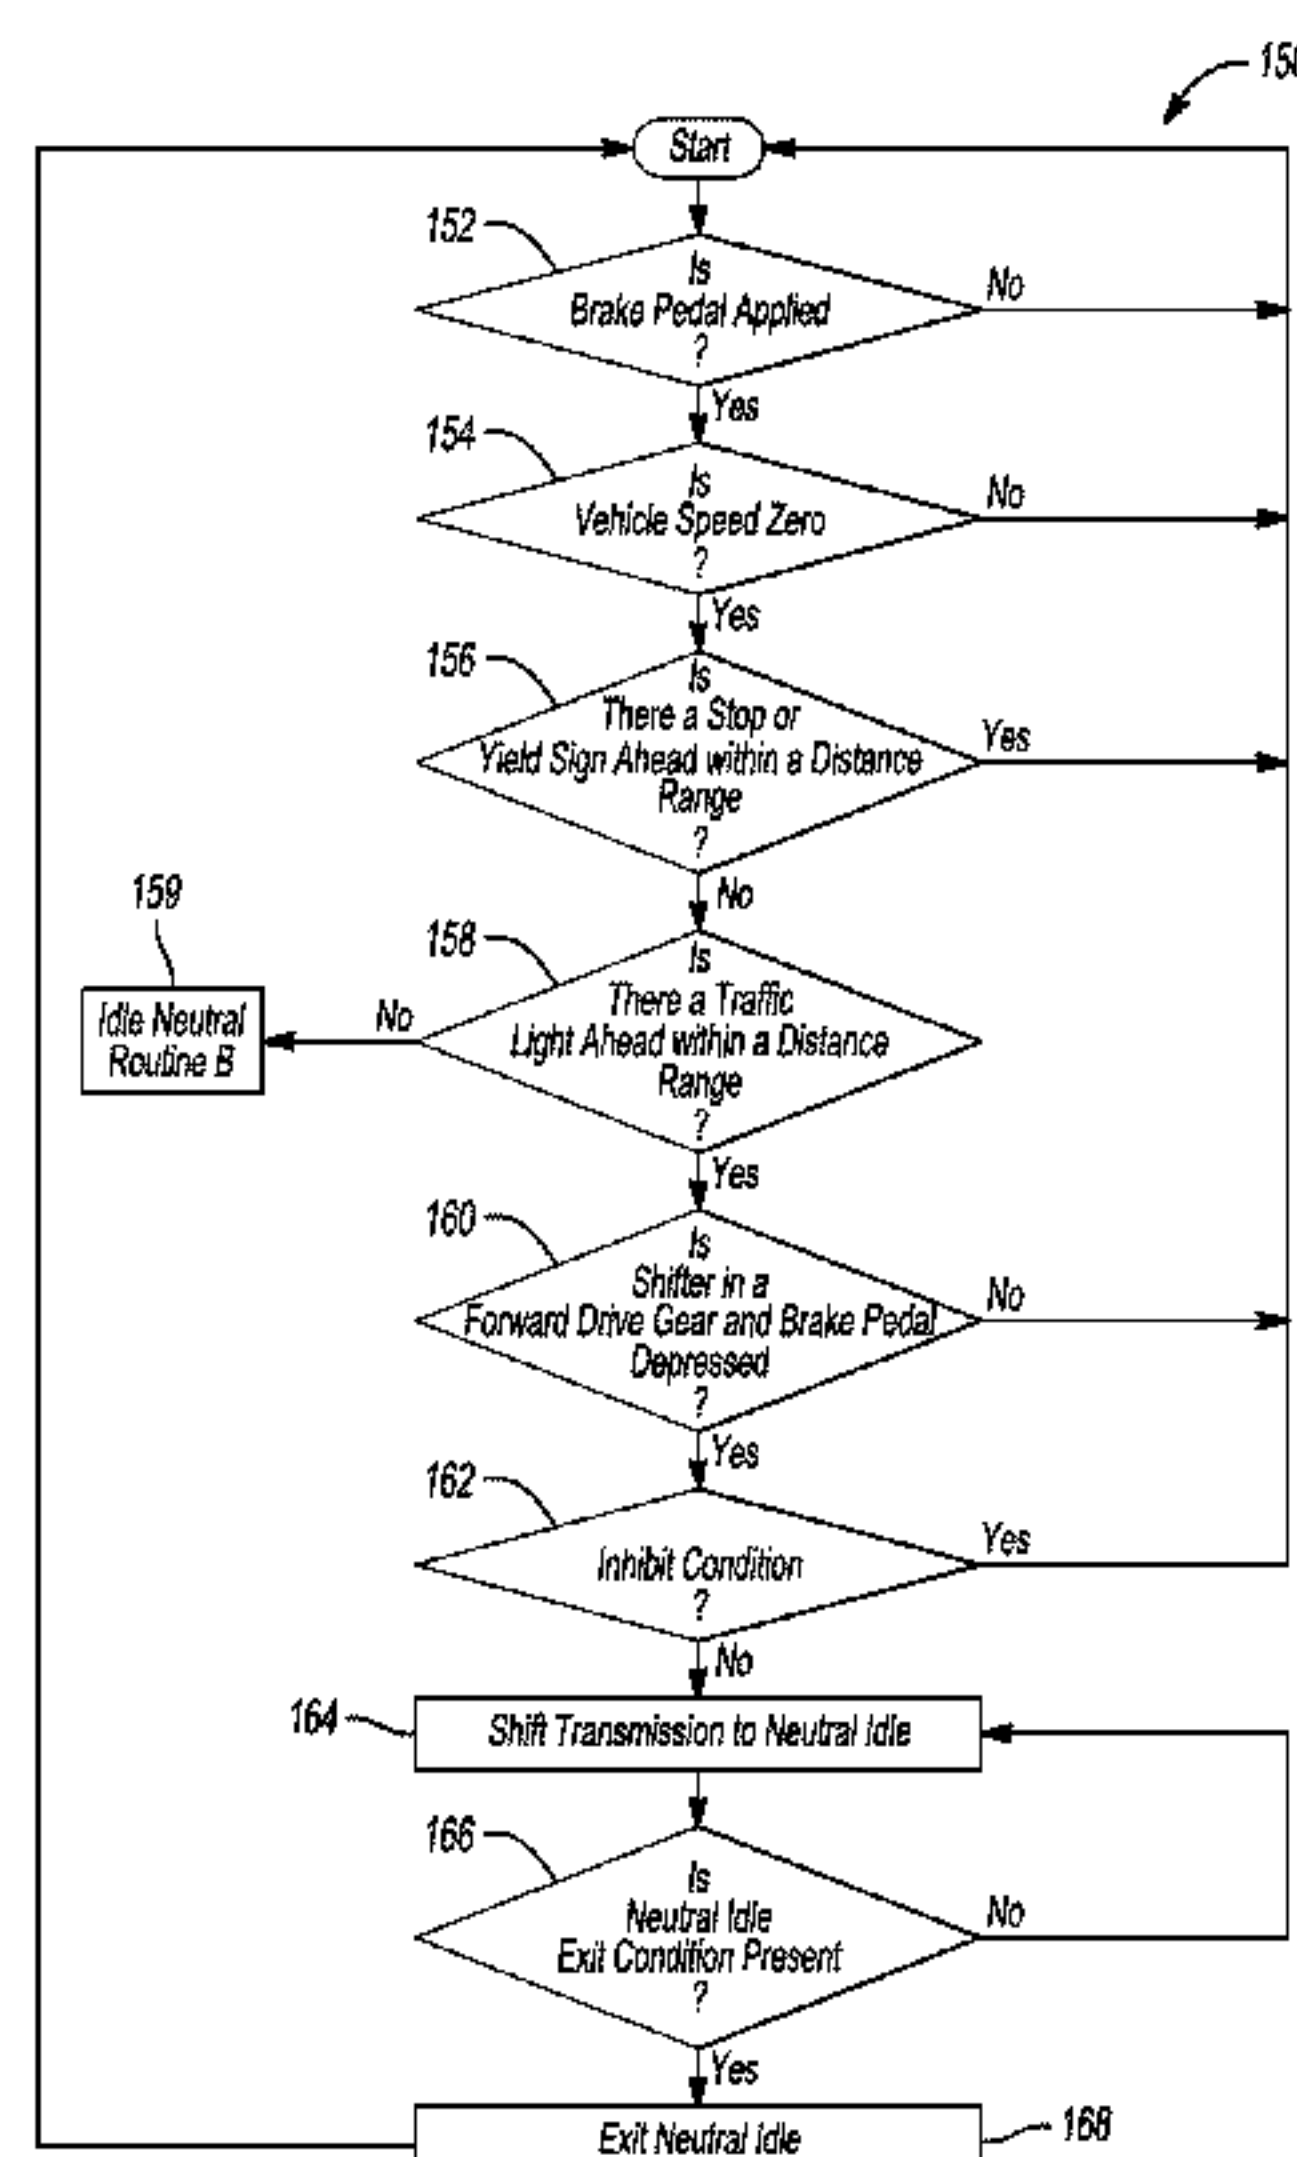 Start
152
Is
Brake Pedal Applied
?
No
Yes
154
Is
Vehicle Speed Zero
?
No
Yes
156
Is
There a Stop or
Yield Sign Ahead within a Distance
Range
?
Yes
No
159
Idle Neutral
Routine B
No
158
Is
There a Traffic
Light Ahead within a Distance
Range
?
Yes
160
Is
Shifter in a
Forward Drive Gear and Brake Pedal
Depressed
?
No
Yes
162
Inhibit Condition
?
Yes
No
164
Shift Transmission to Neutral Idle
166
Is
Neutral Idle
Exit Condition Present
?
No
Yes
Exit Neutral Idle
168